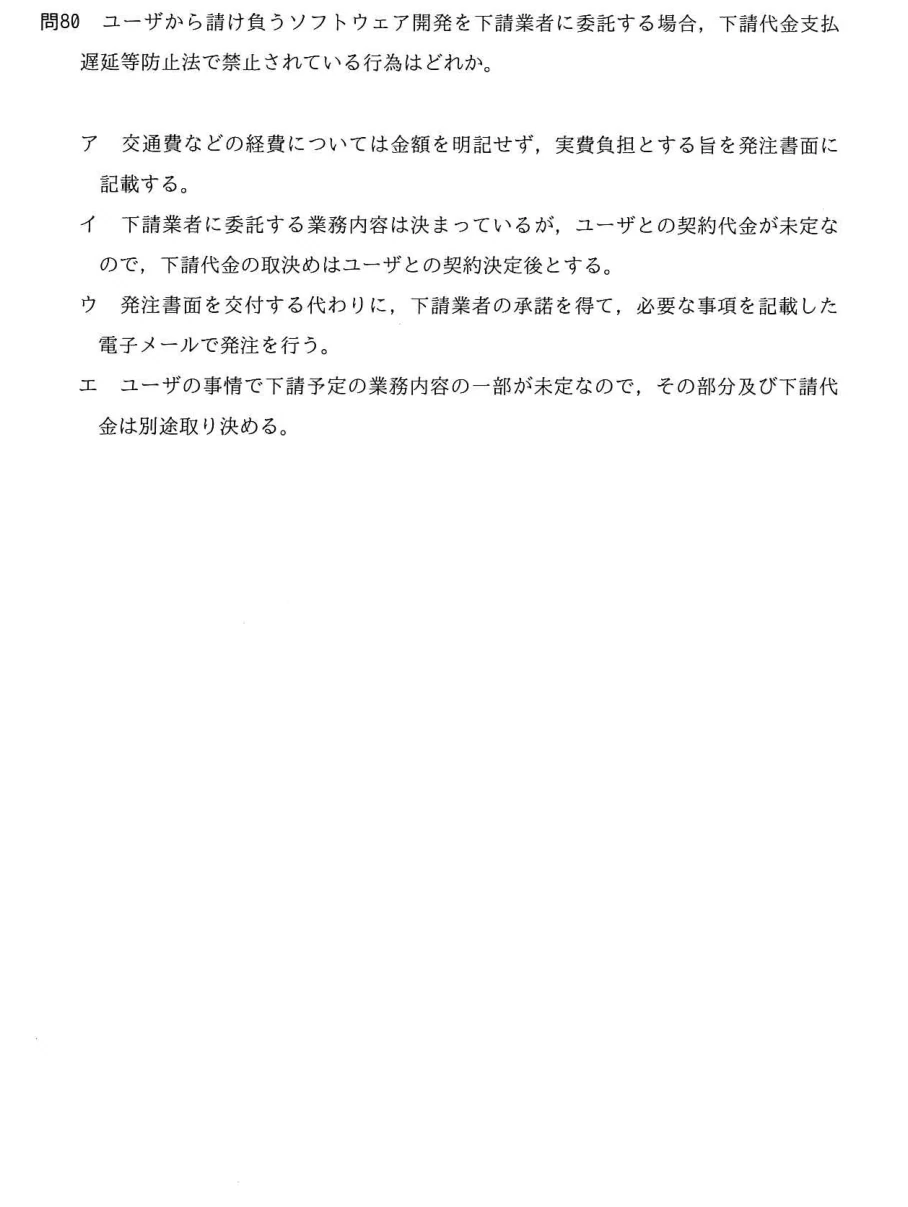 問80　ユーザから請け負うソフトウェア開発を下請業者に委託する場合，下請代金支払
遅延等防止法で禁止されている行為はどれか。
ア　交通費などの経費については金額を明記せず，実費負担とする旨を発注書面に
記載する。
イ　下請業者に委託する業務内容は決まっているが，ユーザとの契約代金が未定な
ので，下請代金の取決めはユーザとの契約決定後とする。
ウ　発注書面を交付する代わりに，下請業者の承諾を得て，必要な事項を記載した
電子メールで発注を行う。
エ　ユーザの事情で下請予定の業務内容の一部が未定なので，その部分及び下請代
金は別途取り決める。